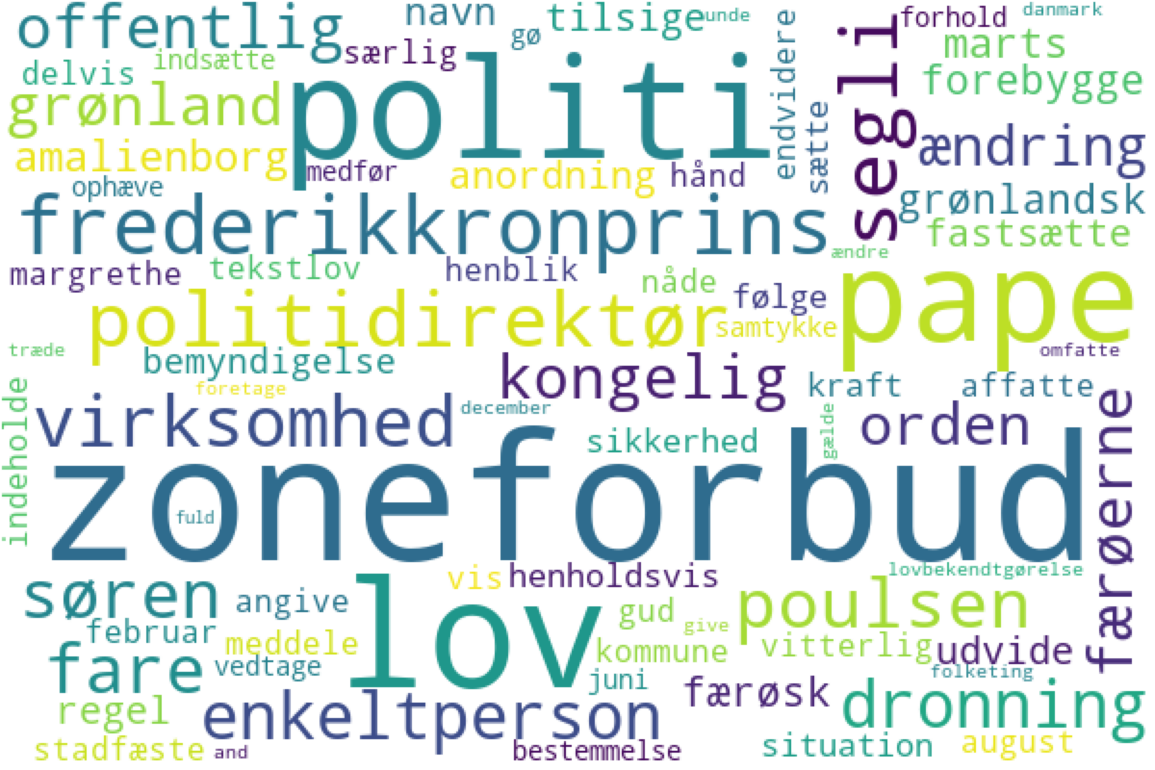 offentlig
navn
tilsige
unde
danmark
forhold
gø
særlig
indsætte
delvis
politi
endvidere
segli
marts
forebygge
grønland
sætte
amalienborg
medfør
anordning
hånd
ændring
ophæve
frederikkronprins
grønlandsk
fastsætte
ændre
margrethe
tekstlov
henblik
nåde
følge
pape
politidirektør
samtykke
træde
bemyndigelse
omfatte
foretage
kongelig
kraft
affatte
indeholde
virksomhed
december
gælde
orden
færøerne
sikkerhed
zoneforbud
fuld
søren
angive
lov
vis
henholdsvis
lovbekendtgørelse
gud
give
poulsen
februar
meddele
kommune
vitterlig
udvide
fare
vedtage
juni
folketing
regel
enkeltperson
færøsk
dronning
stadfæste
and
bestemmelse
situation
august